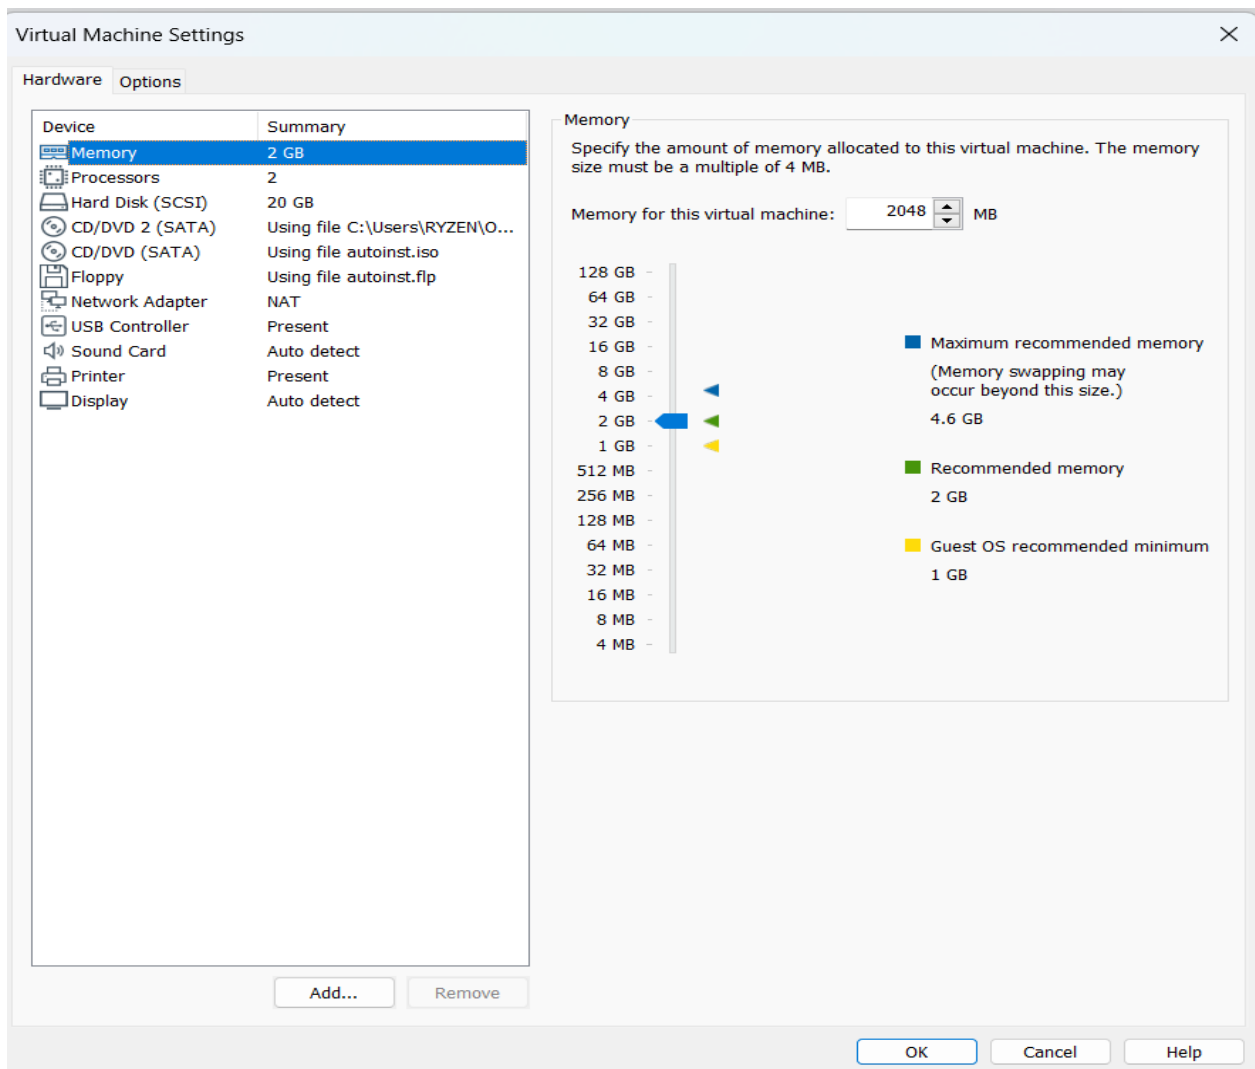 Virtual Machine Settings
Hardware Options
Device Summary
Memory 2 GB
Processors 2
Hard Disk (SCSI) 20 GB
CD/DVD 2 (SATA) Using file C:\Users\RYZEN\O...
CD/DVD (SATA) Using file autoinst.iso
Floppy Using file autoinst.flp
Network Adapter NAT
USB Controller Present
Sound Card Auto detect
Printer Present
Display Auto detect
Add... Remove
Memory
Specify the amount of memory allocated to this virtual machine. The memory
size must be a multiple of 4 MB.
Memory for this virtual machine: 2048 MB
128 GB
64 GB
32 GB
16 GB
8 GB
4 GB
2 GB
1 GB
512 MB
256 MB
128 MB
64 MB
32 MB
16 MB
8 MB
4 MB
Maximum recommended memory
(Memory swapping may
occur beyond this size.)
4.6 GB
Recommended memory
2 GB
Guest OS recommended minimum
1 GB
OK Cancel Help